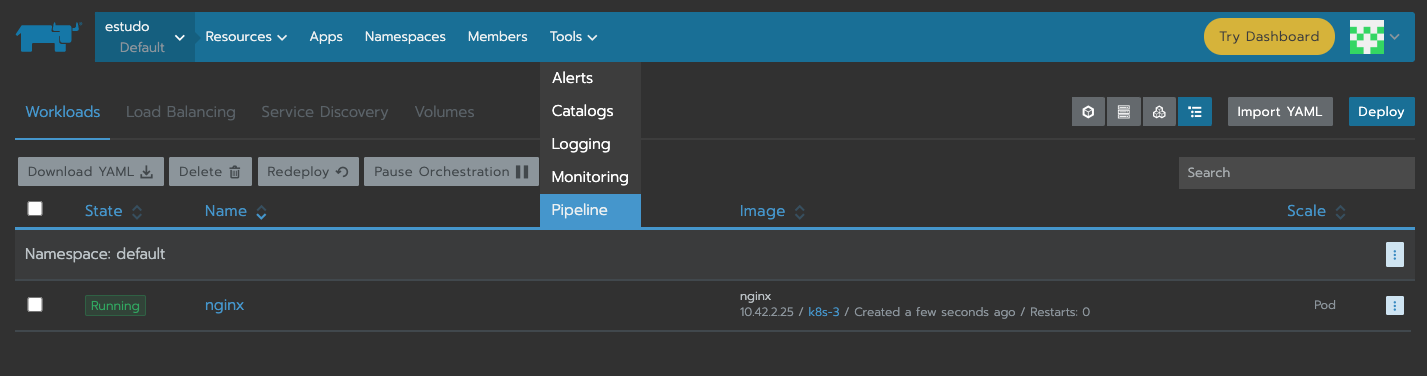 estudo
Default
Resources Apps Namespaces Members Tools
Try Dashboard
Alerts
Catalogs
Logging
Monitoring
Pipeline
Workloads Load Balancing Service Discovery Volumes
Import YAML Deploy
Download YAML Delete Redeploy Pause Orchestration
Search
State Name Image Scale
Namespace: default
Running nginx
nginx
10.42.2.25 / k8s-3 / Created a few seconds ago / Restarts: 0
Pod